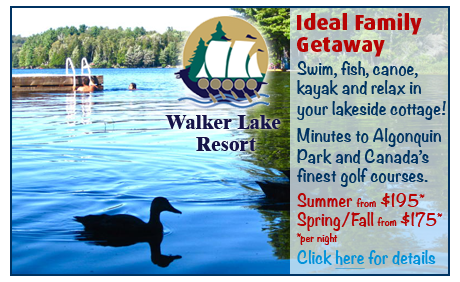 Walker Lake
Resort
Ideal Family
Getaway
Swim, fish, canoe,
kayak and relax in
your lakeside cottage!
Minutes to Algonquin
Park and Canada's
finest golf courses.
Summer from $195*
Spring/Fall from $175*
*per night
Click here for details